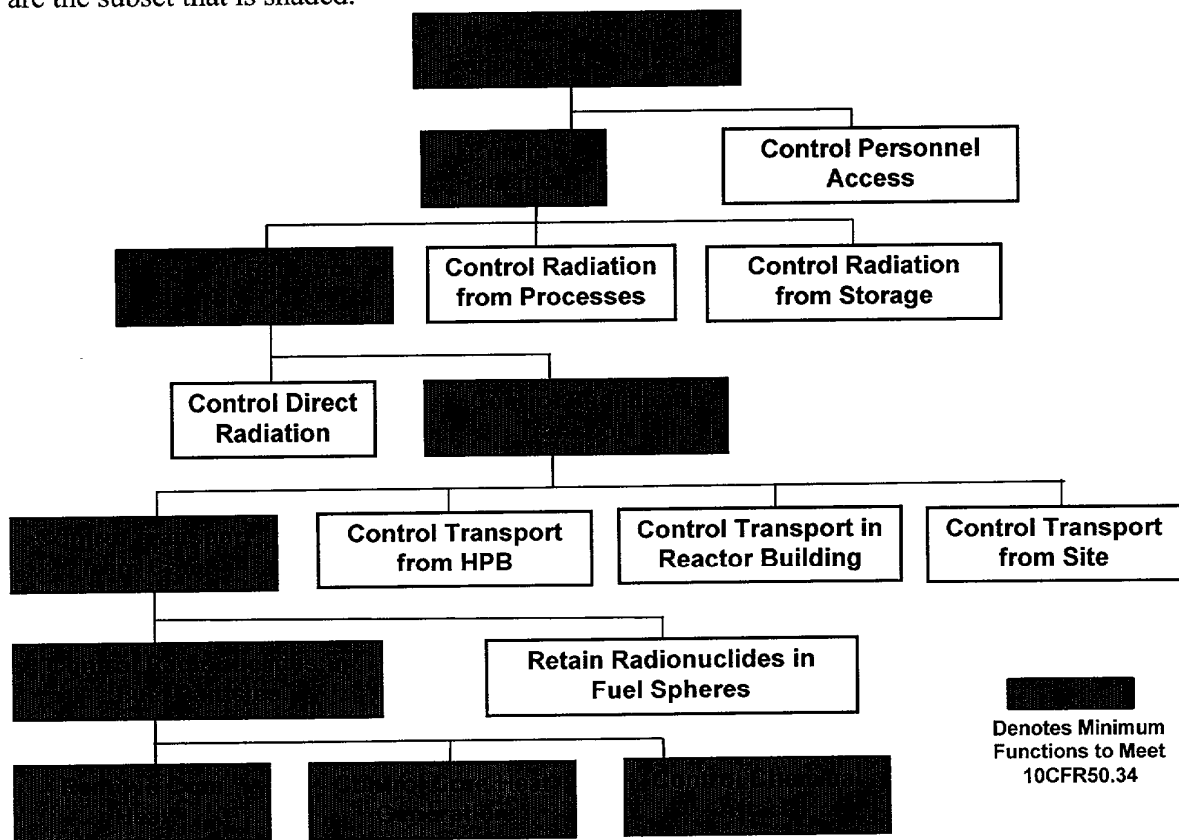 are the subset that is shaded.
Control Personnel
Access
Control Radiation
from Processes
Control Radiation
from Storage
Control Direct
Radiation
Control Transport
from HPB
Control Transport in
Reactor Building
Control Transport
from Site
Retain Radionuclides in
Fuel Spheres
Denotes Minimum
Functions to Meet
10CFR50.34